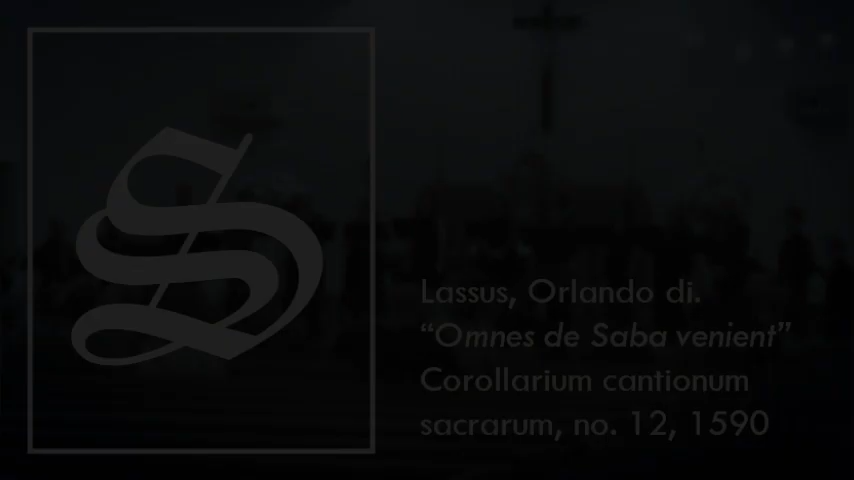 S
Lassus, Orlando di.
“Omnes de Saba venient”
Corollarium cantionum
sacrarum, no. 12, 1590